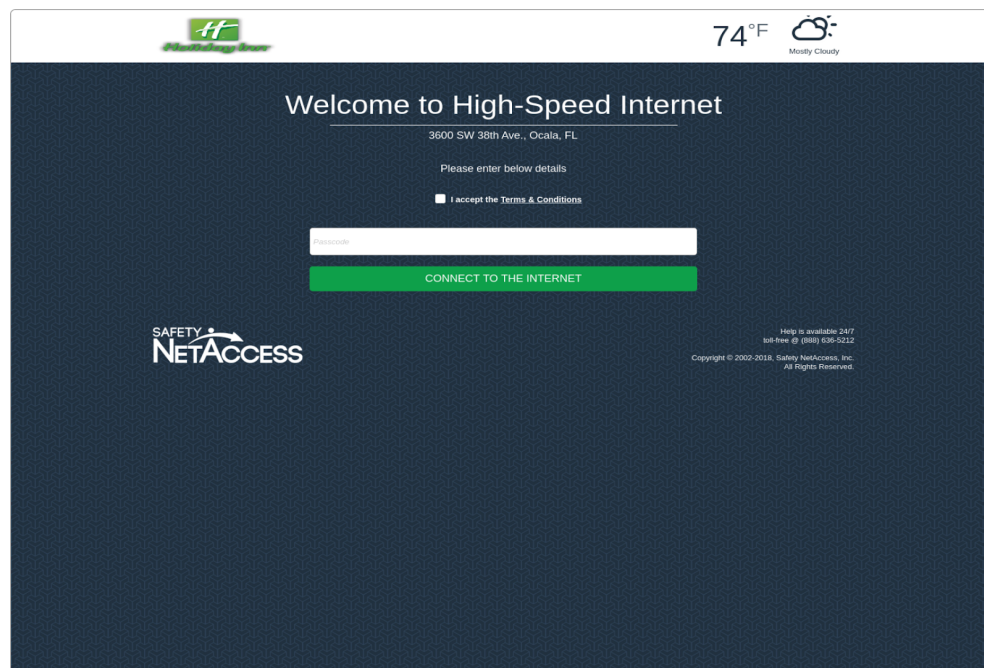 Holiday Inn
74°F
Mostly Cloudy
Welcome to High-Speed Internet
3600 SW 38th Ave., Ocala, FL
Please enter below details
I accept the Terms & Conditions
Passcode
CONNECT TO THE INTERNET
SAFETY
NETACCESS
Help is available 24/7
toll-free @ (888) 636-5212
Copyright © 2002-2018, Safety NetAccess, Inc.
All Rights Reserved.